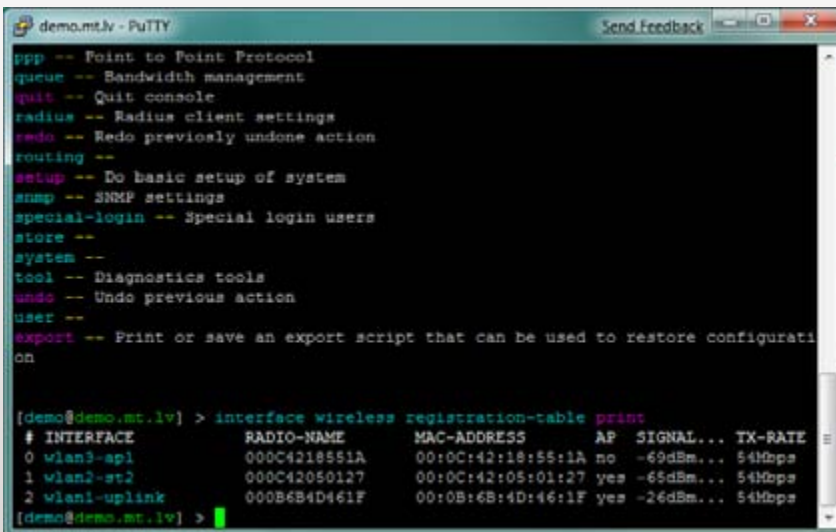 demo.mt.lv - PuTTY
Send Feedback
ppp -- Point to Point Protocol
queue -- Bandwidth management
quit -- Quit console
radius -- Radius client settings
redo -- Redo previosly undone action
routing --
setup -- Do basic setup of system
snmp -- SNMP settings
special-login -- Special login users
store --
system --
tool -- Diagnostics tools
undo -- Undo previous action
user --
export -- Print or save an export script that can be used to restore configurati
on
[demo@demo.mt.lv] > interface wireless registration-table print
# INTERFACE RADIO-NAME MAC-ADDRESS AP SIGNAL... TX-RATE
0 wlan3-ap1 000C4218551A 00:0C:42:18:55:1A no -69dBm... 54Mbps
1 wlan2-st2 000C42050127 00:0C:42:05:01:27 yes -65dBm... 54Mbps
2 wlan1-uplink 000B6B4D461F 00:0B:6B:4D:46:1F yes -26dBm... 54Mbps
[demo@demo.mt.lv] >